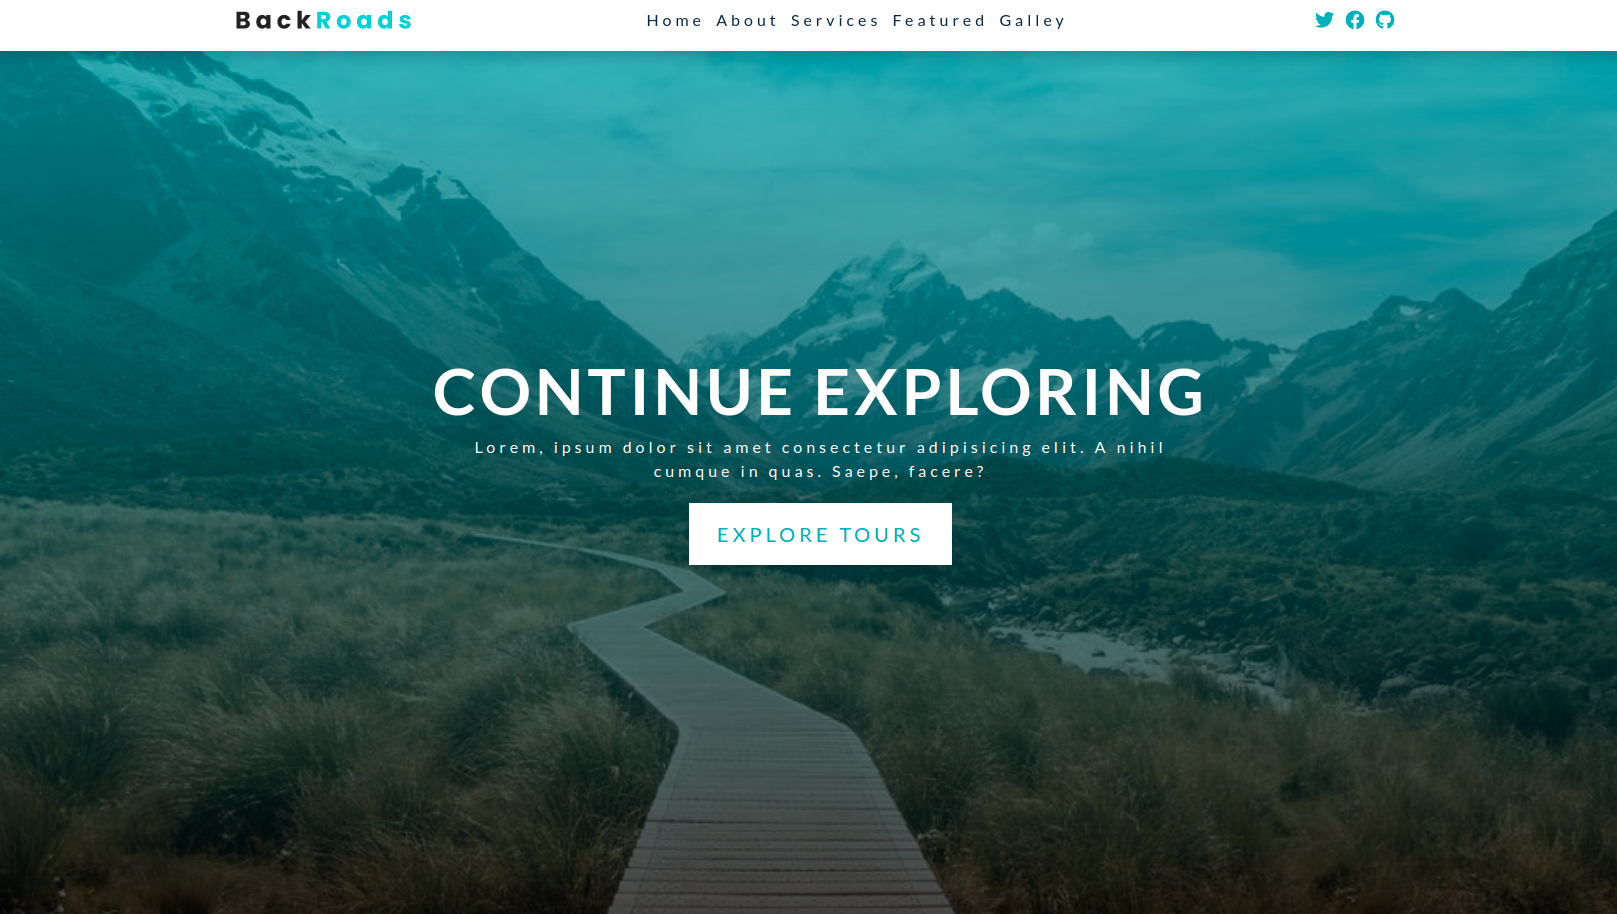 BackRoads
Home About Services Featured Galley
CONTINUE EXPLORING
Lorem, ipsum dolor sit amet consectetur adipisicing elit. A nihil
cumque in quas. Saepe, facere?
EXPLORE TOURS